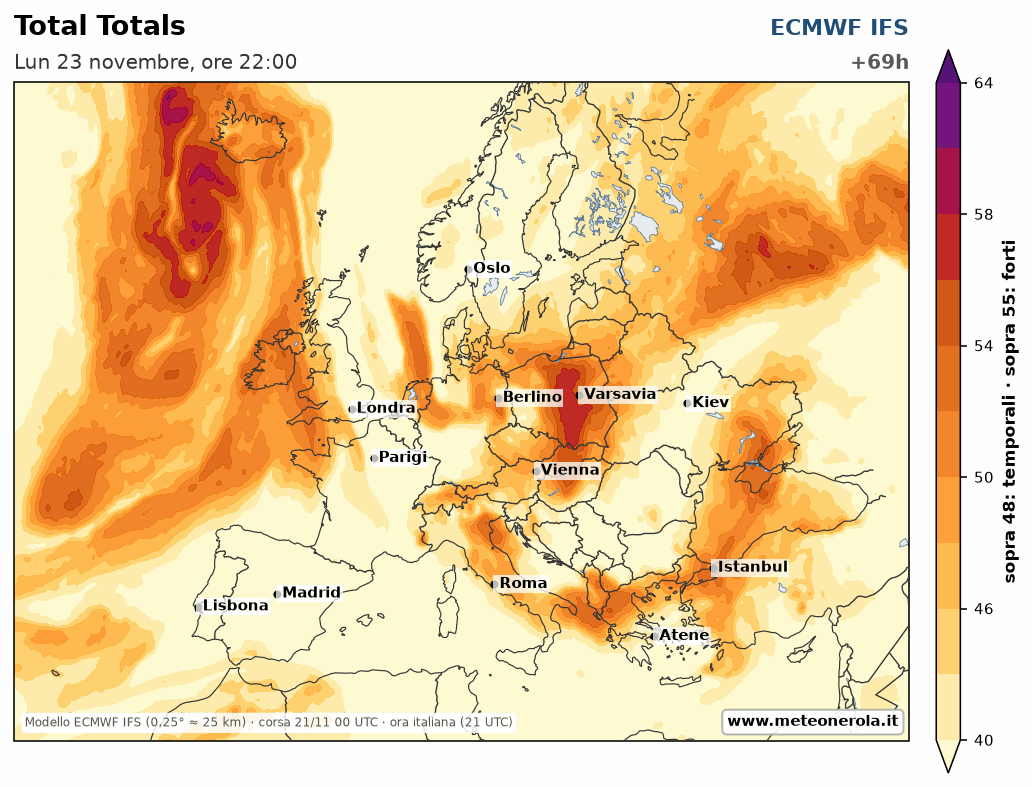 Total Totals
ECMWF IFS
Lun 23 novembre, ore 22:00
+69h
Oslo
Londra
Berlino
Varsavia
Kiev
Parigi
Vienna
Istanbul
Roma
Madrid
Lisbona
Atene
Modello ECMWF IFS (0,25° ≈ 25 km) · corsa 21/11 00 UTC · ora italiana (21 UTC)
www.meteonerola.it
64
58
54
50
46
40
sopra 48: temporali · sopra 55: forti